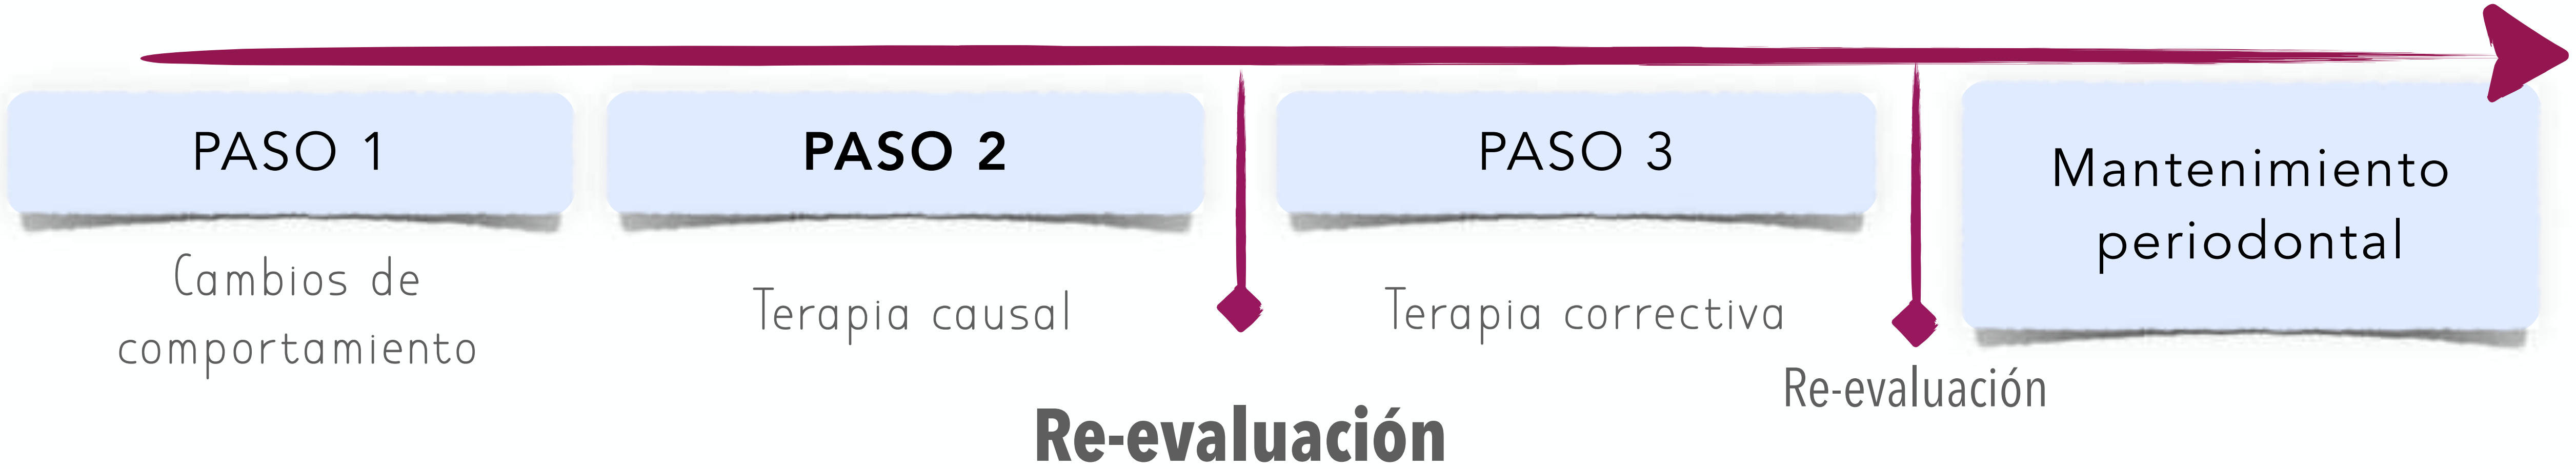 PASO 1
Cambios de
comportamiento
PASO 2
Terapia causal
Re-evaluación
PASO 3
Terapia correctiva
Re-evaluación
Mantenimiento
periodontal